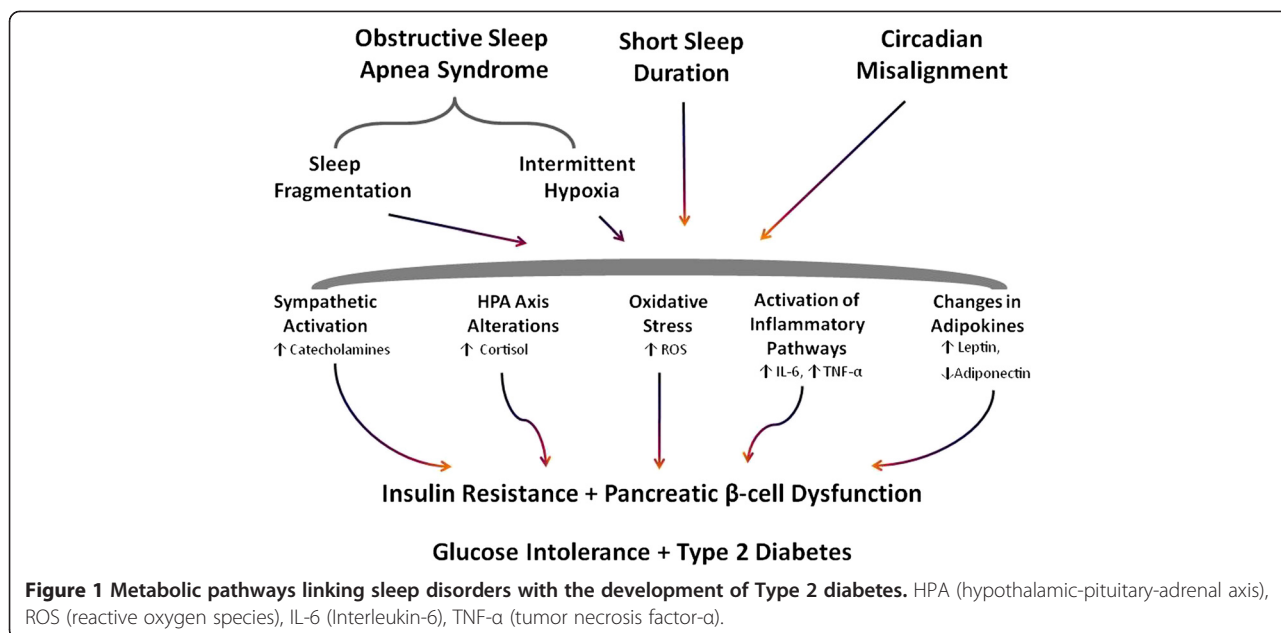 Obstructive Sleep
Apnea Syndrome
Short Sleep
Duration
Circadian
Misalignment
Sleep
Fragmentation
Intermittent
Hypoxia
Sympathetic
Activation
↑ Catecholamines
HPA Axis
Alterations
↑ Cortisol
Oxidative
Stress
↑ ROS
Activation of
Inflammatory
Pathways
↑ IL-6, ↑ TNF-α
Changes in
Adipokines
↑ Leptin,
↓Adiponectin
Insulin Resistance + Pancreatic β-cell Dysfunction
Glucose Intolerance + Type 2 Diabetes
Figure 1 Metabolic pathways linking sleep disorders with the development of Type 2 diabetes. HPA (hypothalamic-pituitary-adrenal axis),
ROS (reactive oxygen species), IL-6 (Interleukin-6), TNF-α (tumor necrosis factor-α).